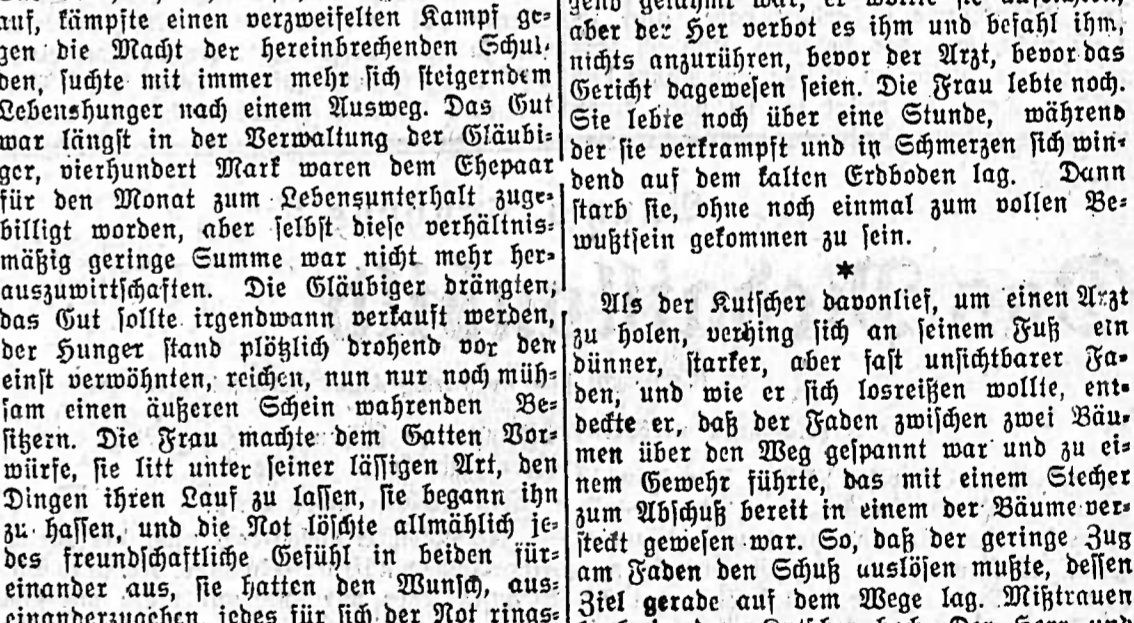 auf, kämpfte einen verzweifelten Kampf ge-
gen die Macht der hereinbrechenden Schul-
den, suchte mit immer mehr sich steigerndem
Lebenshunger nach einem Ausweg. Das Gut
war längst in der Verwaltung der Gläubi-
ger, vierhundert Mark waren dem Ehepaar
für den Monat zum Lebensunterhalt zuge-
billigt worden, aber selbst diese verhältnis-
mäßig geringe Summe war nicht mehr her-
auszuwirtschaften. Die Gläubiger drängten,
das Gut sollte irgendwann verkauft werden,
der Hunger stand plötzlich drohend vor den
einst verwöhnten, reichen, nun nur noch müh-
sam einen äußeren Schein wahrenden Be-
sitzern. Die Frau machte dem Gatten Vor-
würfe, sie litt unter seiner lässigen Art, den
Dingen ihren Lauf zu lassen, sie begann ihn
zu hassen, und die Not löschte allmählich je-
des freundschaftliche Gefühl in beiden für-
einander aus, sie hatten den Wunsch, aus-
einanderzugehen, jedes für sich der Not rings-
aber der Her verbot es ihm und befahl ihm,
nichts anzurühren, bevor der Arzt, bevor das
Gericht dagewesen seien. Die Frau lebte noch.
Sie lebte noch über eine Stunde, während
der sie verkrampft und in Schmerzen sich win-
dend auf dem kalten Erdboden lag. Dann
starb sie, ohne noch einmal zum vollen Be-
wußtsein gekommen zu sein.
*
Als der Kutscher davonlief, um einen Arzt
zu holen, verhing sich an seinem Fuß ein
dünner, starker, aber fast unsichtbarer Fa-
den, und wie er sich losreißen wollte, ent-
deckte er, daß der Faden zwischen zwei Bäu-
men über den Weg gespannt war und zu ei-
nem Gewehr führte, das mit einem Stecher
zum Abschuß bereit in einem der Bäume ver-
steckt gewesen war. So, daß der geringe Zug
am Faden den Schuß auslösen mußte, dessen
Ziel gerade auf dem Wege lag. Mißtrauen